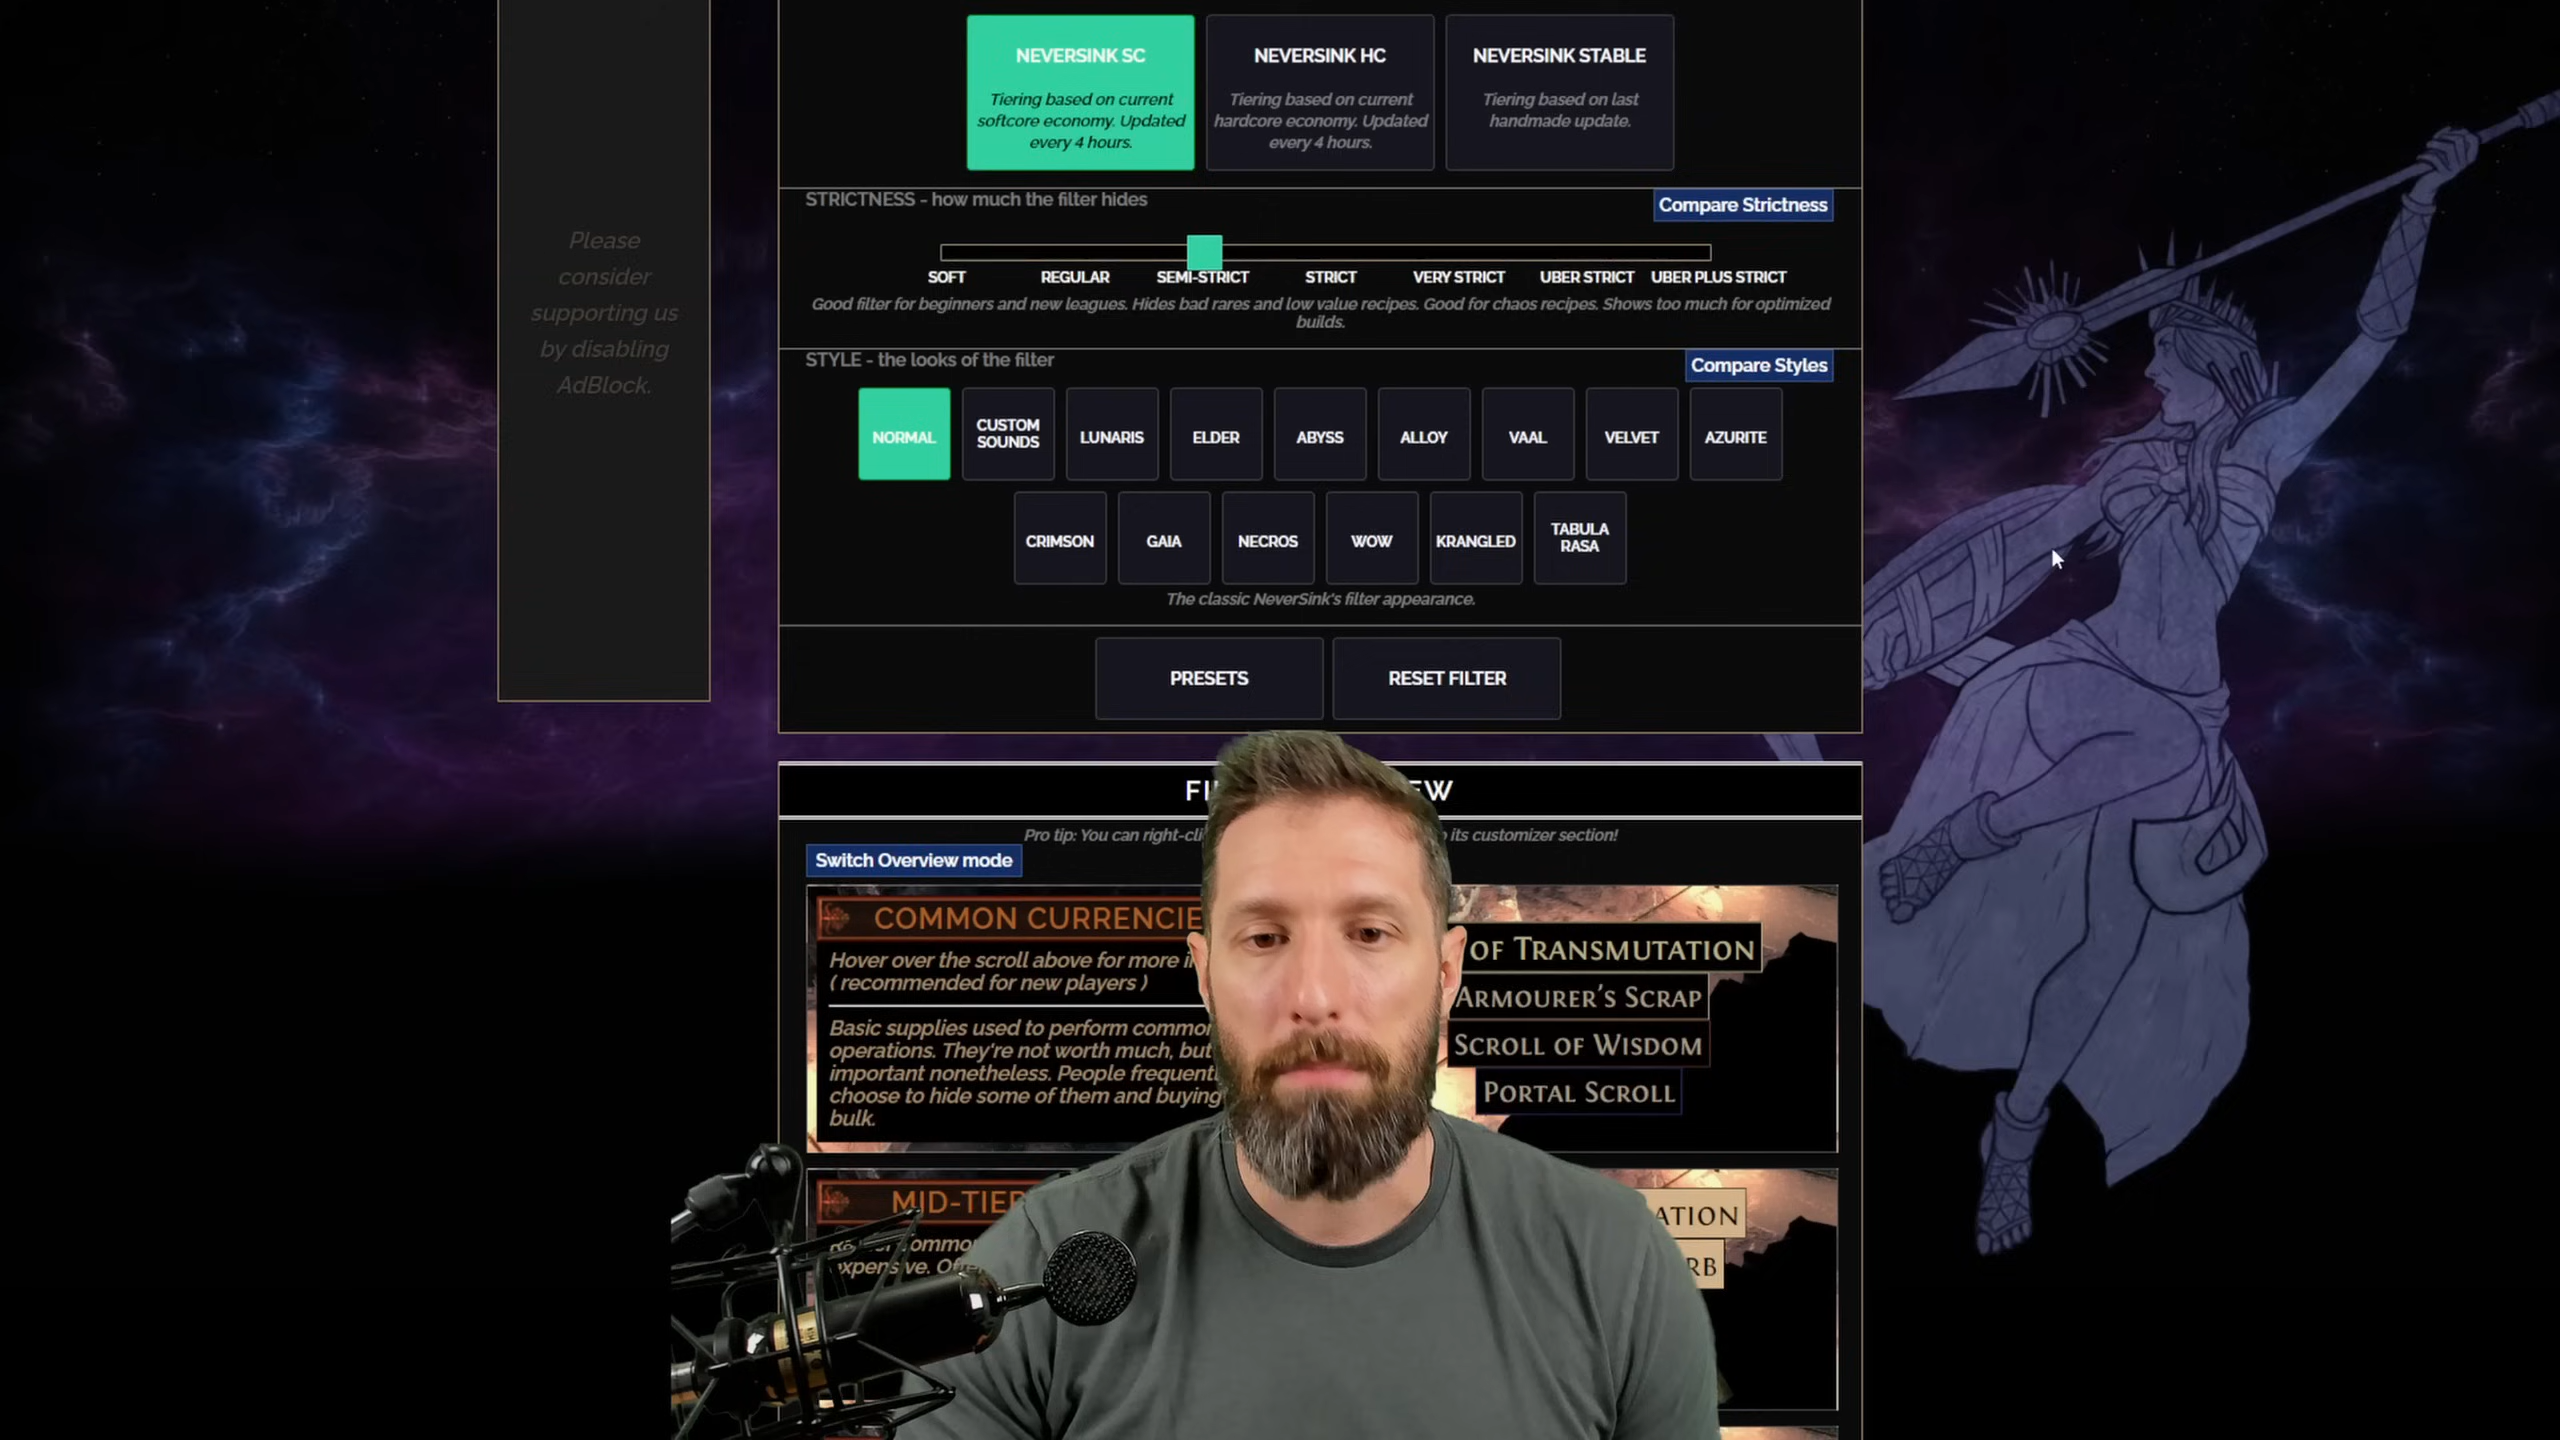 NEVERSINK SC
Tiering based on current
softcore economy. Updated
every 4 hours.
NEVERSINK HC
Tiering based on current
hardcore economy. Updated
every 4 hours.
NEVERSINK STABLE
Tiering based on last
handmade update.
STRICTNESS - how much the filter hides
Compare Strictness
SOFT
REGULAR
SEMI-STRICT
STRICT
VERY STRICT
UBER STRICT
UBER PLUS STRICT
Good filter for beginners and new leagues. Hides bad rares and low value recipes. Good for chaos recipes. Shows too much for optimized
builds.
Please
consider
supporting us
by disabling
AdBlock.
STYLE - the looks of the filter
Compare Styles
NORMAL
CUSTOM
SOUNDS
LUNARIS
ELDER
ABYSS
ALLOY
VAAL
VELVET
AZURITE
CRIMSON
GAIA
NECROS
WOW
KRANGLED
TABULA
RASA
The classic NeverSink's filter appearance.
PRESETS
RESET FILTER
Pro tip: You can its customizer section!
Switch Overview mode
COMMON
Hover over the scroll above for more
( recommended for new players )
Basic supplies used to perform
operations. They're not worth much, but
important nonetheless. People
choose to hide some of them and buying
bulk.
OF TRANSMUTATION
ARMOURER'S SCRAP
SCROLL OF WISDOM
PORTAL SCROLL
MID-TIER